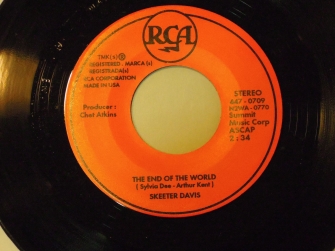 RCA
TMK(s) ®
REGISTERED . MARCA(s)
REGISTRADA(s)
RCA CORPORATION
MADE IN USA
Producer :
Chet Atkins
STEREO
447 - 0709
N2WA - 0770
Summit
Music Corp
ASCAP
2 : 34
THE END OF THE WORLD
( Sylvia Dee - Arthur Kent )
SKEETER DAVIS